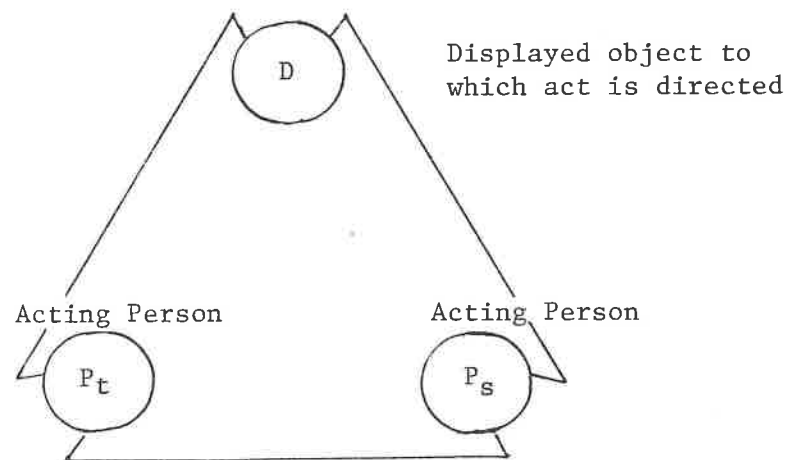 D
Displayed object to
which act is directed
Acting Person
Acting Person
Pt
Ps